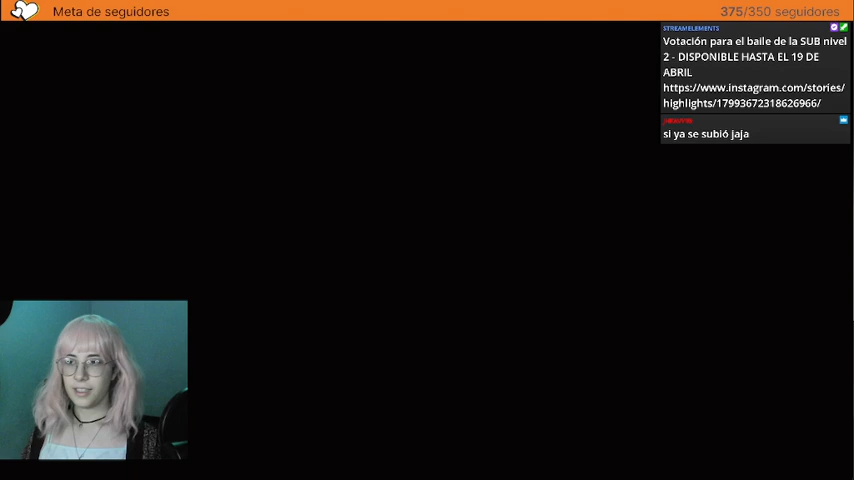 Meta de seguidores
375/350 seguidores
STREAMELEMENTS
Votación para el baile de la SUB nivel
2 - DISPONIBLE HASTA EL 19 DE
ABRIL
https://www.instagram.com/stories/
highlights/17993672318626966/
si ya se subió jaja